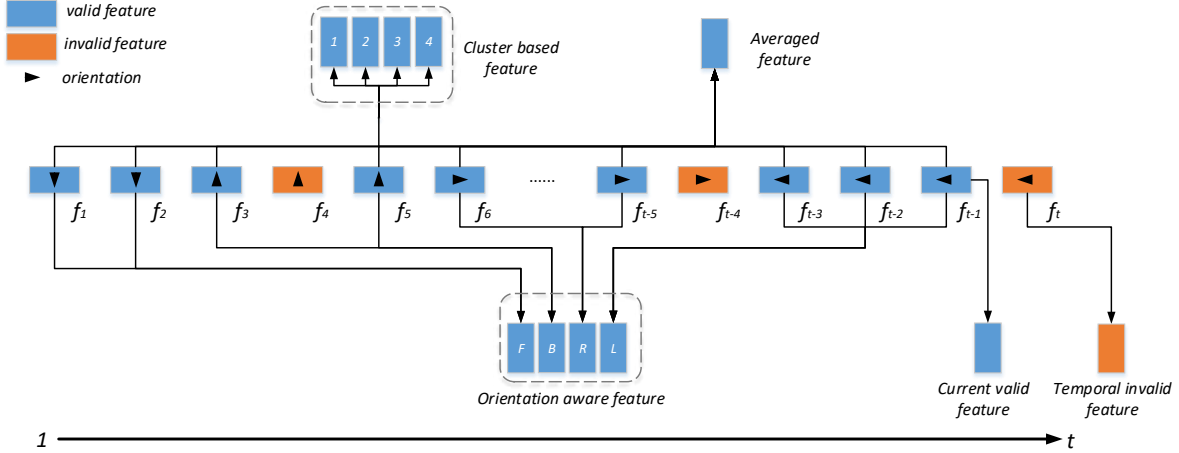 valid feature
invalid feature
orientation
1 2 3 4
Cluster based
feature
Averaged
feature
......
f1 f2 f3 f4 f5 f6 ft-5 ft-4 ft-3 ft-2 ft-1 ft
F B R L
Orientation aware feature
Current valid
feature
Temporal invalid
feature
1 t